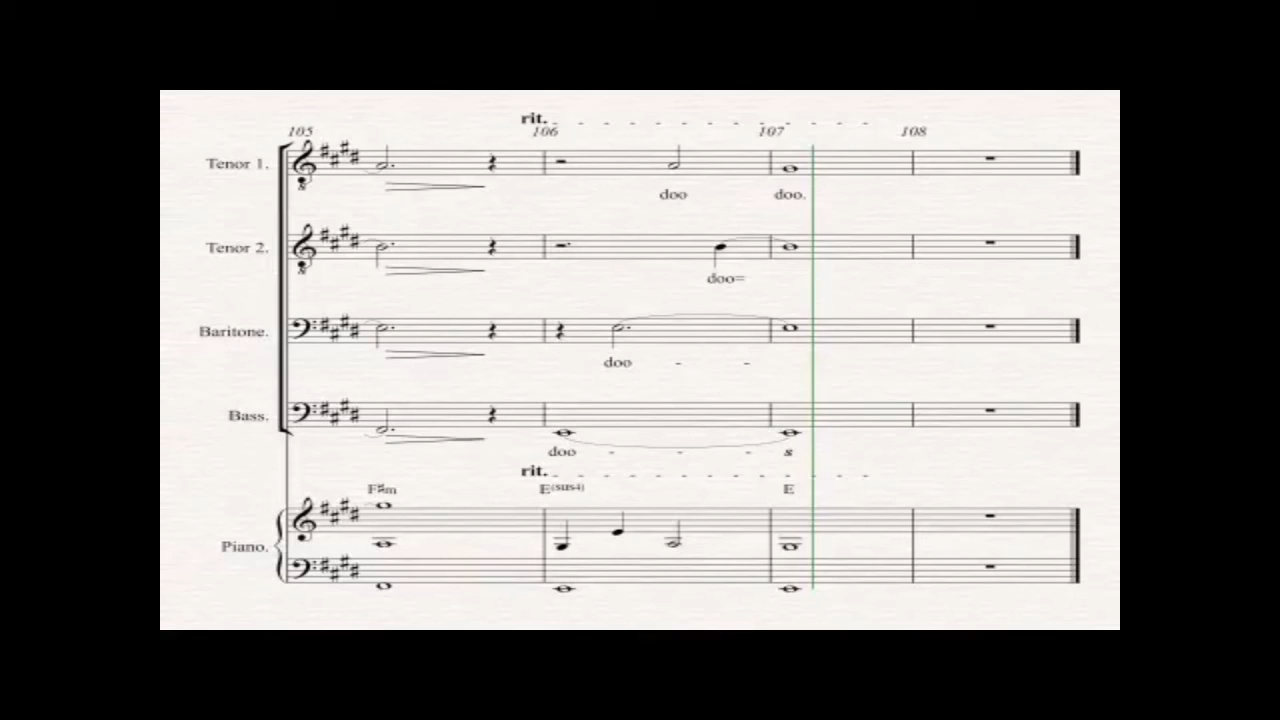 rit.
105 106 107 108
Tenor 1.
doo doo.
Tenor 2.
doo=
Baritone.
doo - -
Bass.
doo - - s
rit.
F#m E(sus4) E
Piano.